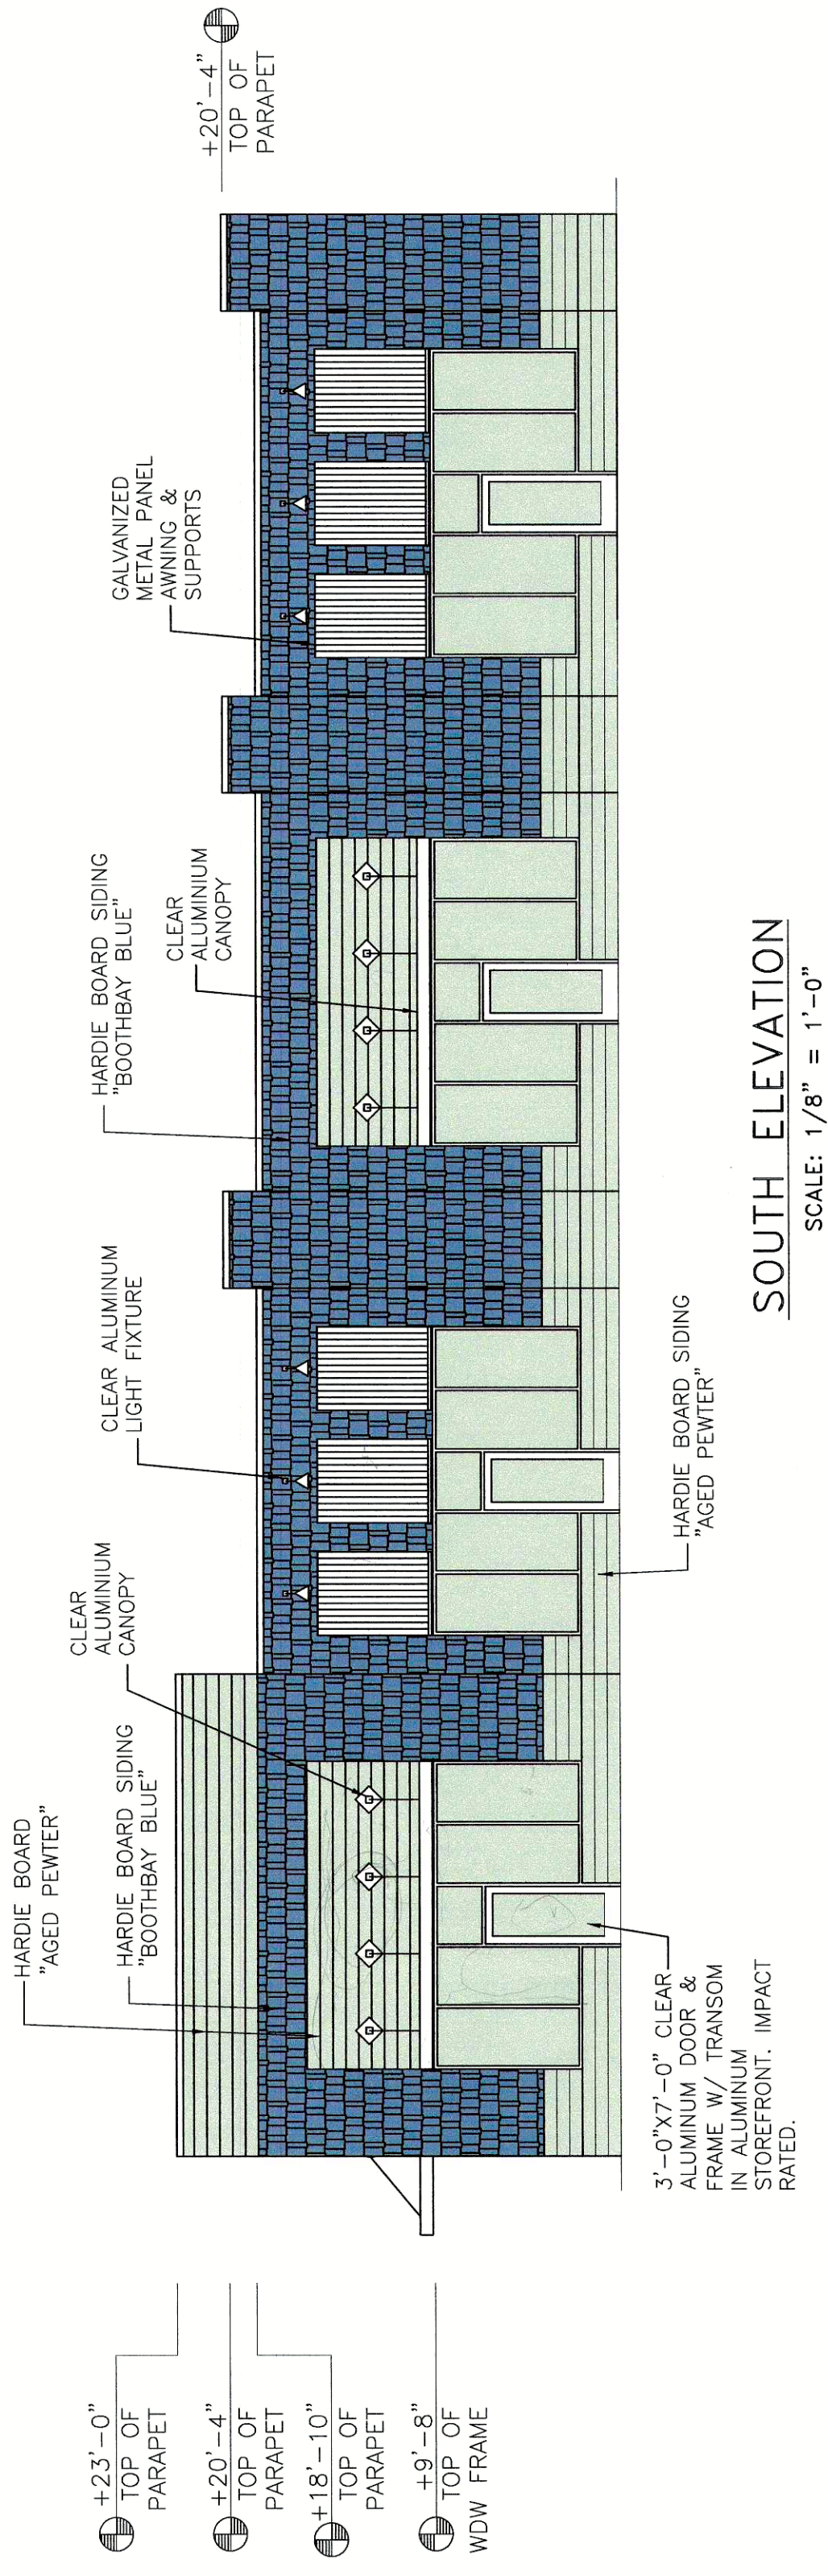 HARDIE BOARD
"AGED PEWTER"
HARDIE BOARD SIDING
"BOOTHBAY BLUE"
CLEAR
ALUMINIUM
CANOPY
CLEAR ALUMINUM
LIGHT FIXTURE
HARDIE BOARD SIDING
"BOOTHBAY BLUE"
CLEAR
ALUMINIUM
CANOPY
GALVANIZED
METAL PANEL
AWNING &
SUPPORTS
+20'-4"
TOP OF
PARAPET
+23'-0"
TOP OF
PARAPET
+20'-4"
TOP OF
PARAPET
+18'-10"
TOP OF
PARAPET
+9'-8"
TOP OF
WDW FRAME
3'-0"X7'-0" CLEAR
ALUMINUM DOOR &
FRAME W/ TRANSOM
IN ALUMINUM
STOREFRONT. IMPACT
RATED.
HARDIE BOARD SIDING
"AGED PEWTER"
SOUTH ELEVATION
SCALE: 1/8" = 1'-0"